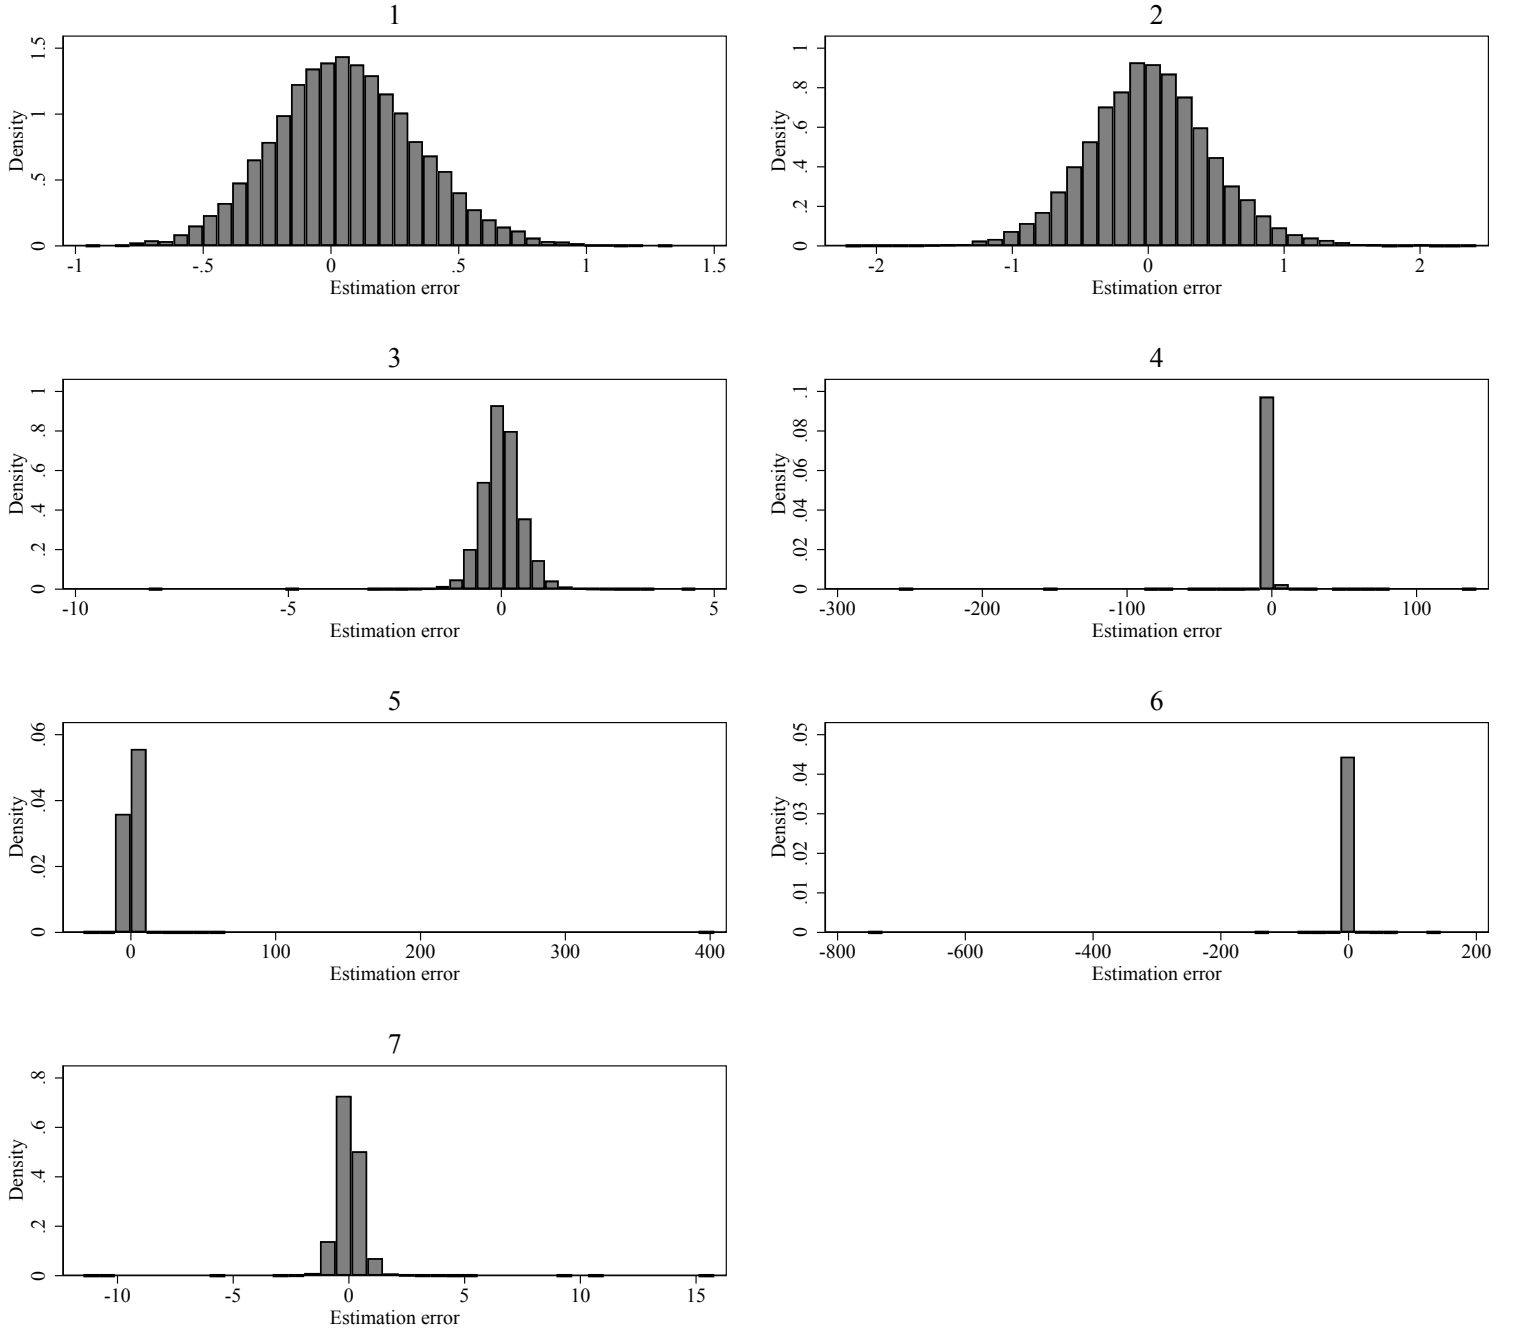 1
Density
0 .5 1 1.5
-1 -.5 0 .5 1 1.5
Estimation error
2
Density
0 .2 .4 .6 .8 1
-2 -1 0 1 2
Estimation error
3
Density
0 .2 .4 .6 .8 1
-10 -5 0 5
Estimation error
4
Density
0 .02 .04 .06 .08 .1
-300 -200 -100 0 100
Estimation error
5
Density
0 .02 .04 .06
0 100 200 300 400
Estimation error
6
Density
0 .01 .02 .03 .04 .05
-800 -600 -400 -200 0 200
Estimation error
7
Density
0 .2 .4 .6 .8
-10 -5 0 5 10 15
Estimation error